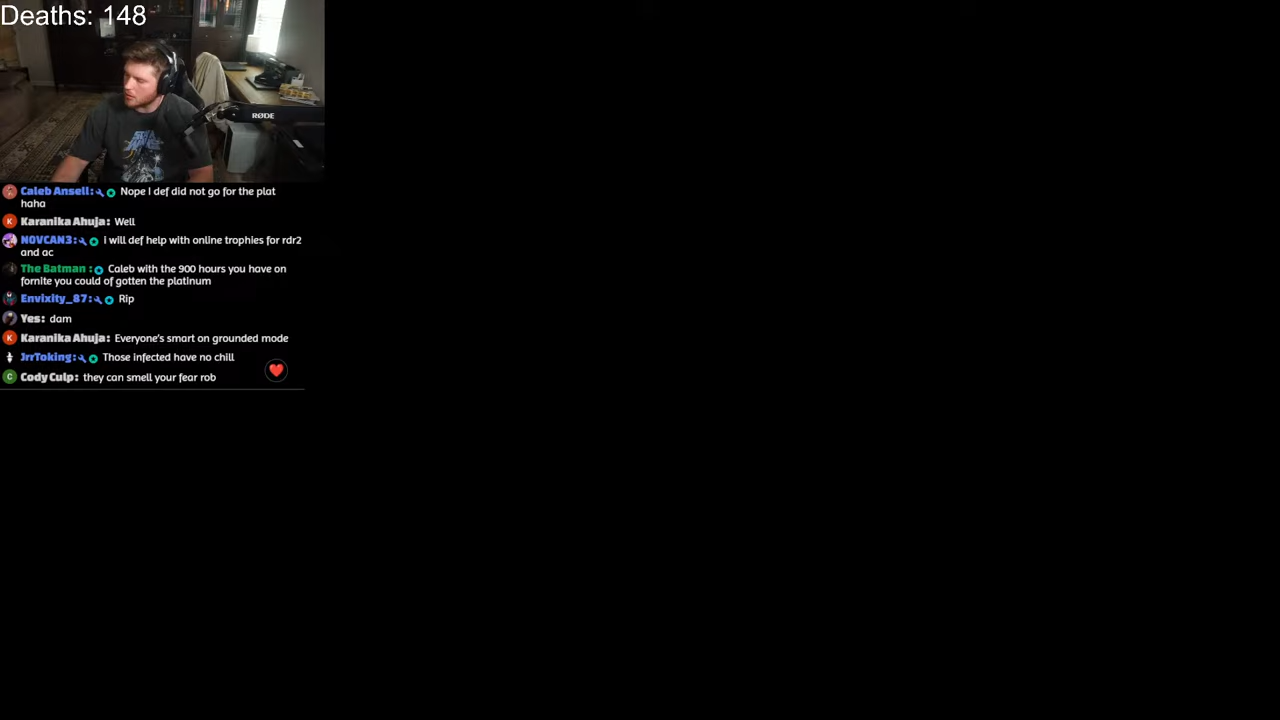 Deaths: 148
RØDE
Caleb Ansell: Nope I def did not go for the plat
haha
Karanika Ahuja: Well
N0VCAN3: i will def help with online trophies for rdr2
and ac
The Batman : Caleb with the 900 hours you have on
fornite you could of gotten the platinum
Envixity_87: Rip
Yes: dam
K Karanika Ahuja: Everyone's smart on grounded mode
JrrToking: Those infected have no chill
C Cody Culp: they can smell your fear rob